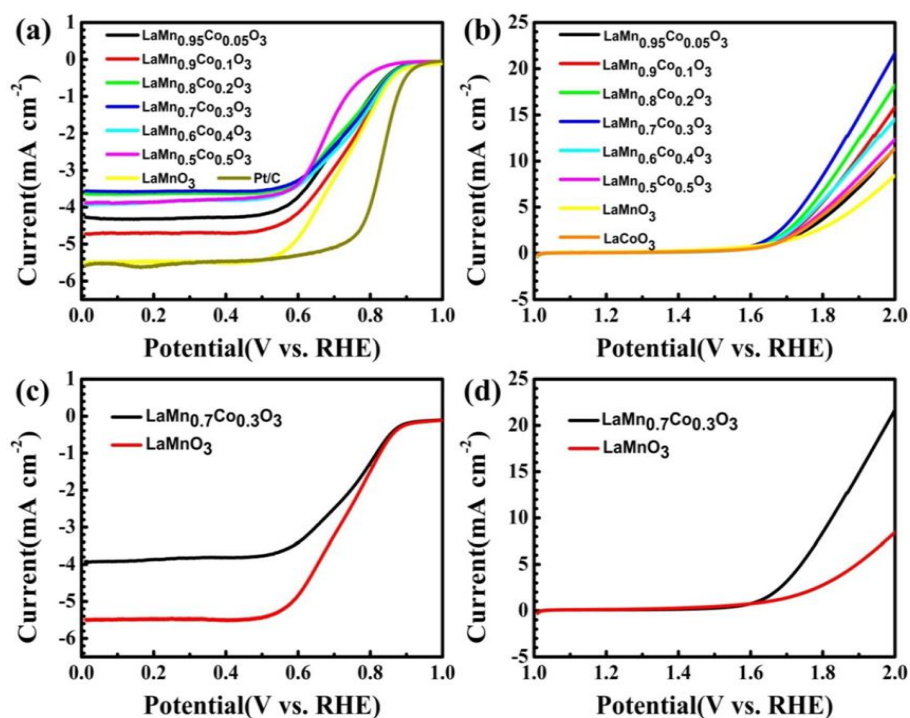 (a)
LaMn0.95Co0.05O3
LaMn0.9Co0.1O3
LaMn0.8Co0.2O3
LaMn0.7Co0.3O3
LaMn0.6Co0.4O3
LaMn0.5Co0.5O3
LaMnO3 Pt/C
1
0
-1
-2
-3
-4
-5
-6
Current(mA cm-2)
0.0 0.2 0.4 0.6 0.8 1.0
Potential(V vs. RHE)
(b)
LaMn0.95Co0.05O3
LaMn0.9Co0.1O3
LaMn0.8Co0.2O3
LaMn0.7Co0.3O3
LaMn0.6Co0.4O3
LaMn0.5Co0.5O3
LaMnO3
LaCoO3
25
20
15
10
5
0
-5
Current(mA cm-2)
1.0 1.2 1.4 1.6 1.8 2.0
Potential(V vs. RHE)
(c)
LaMn0.7Co0.3O3
LaMnO3
1
0
-1
-2
-3
-4
-5
-6
Current(mA cm-2)
0.0 0.2 0.4 0.6 0.8 1.0
Potential(V vs. RHE)
(d)
LaMn0.7Co0.3O3
LaMnO3
25
20
15
10
5
0
-5
Current(mA cm-2)
1.0 1.2 1.4 1.6 1.8 2.0
Potential(V vs. RHE)